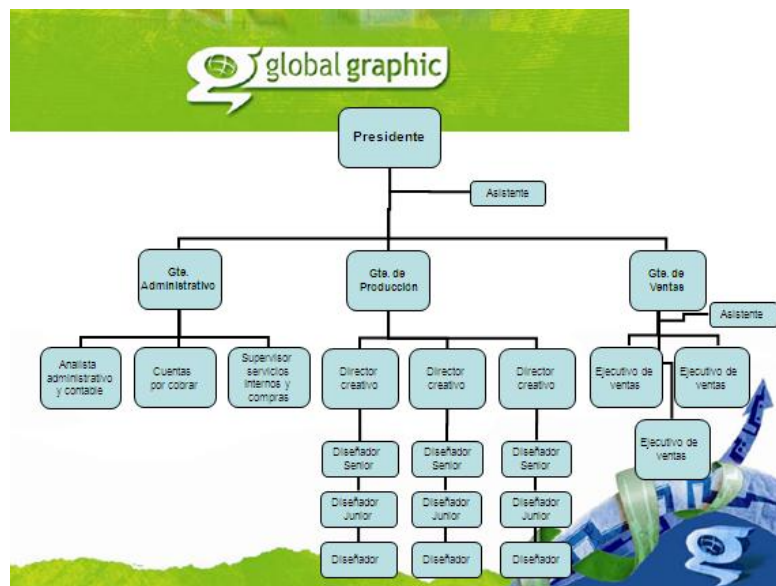 global graphic
Presidente
Asistente
Gte.
Administrativo
Gte. de
Producción
Gte. de
Ventas
Asistente
Analista
administrativo
y contable
Cuentas
por cobrar
Supervisor
servicios
internos y
compras
Director
creativo
Director
creativo
Director
creativo
Ejecutivo de
ventas
Ejecutivo de
ventas
Ejecutivo de
ventas
Diseñador
Senior
Diseñador
Senior
Diseñador
Senior
Diseñador
Junior
Diseñador
Junior
Diseñador
Junior
Diseñador
Diseñador
Diseñador